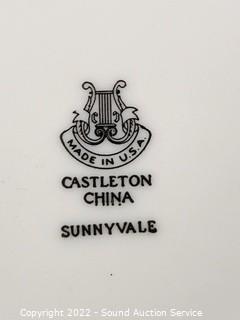 MADE IN U.S.A.
CASTLETON
CHINA
SUNNYVALE
Copyright 2022 - Sound Auction Service